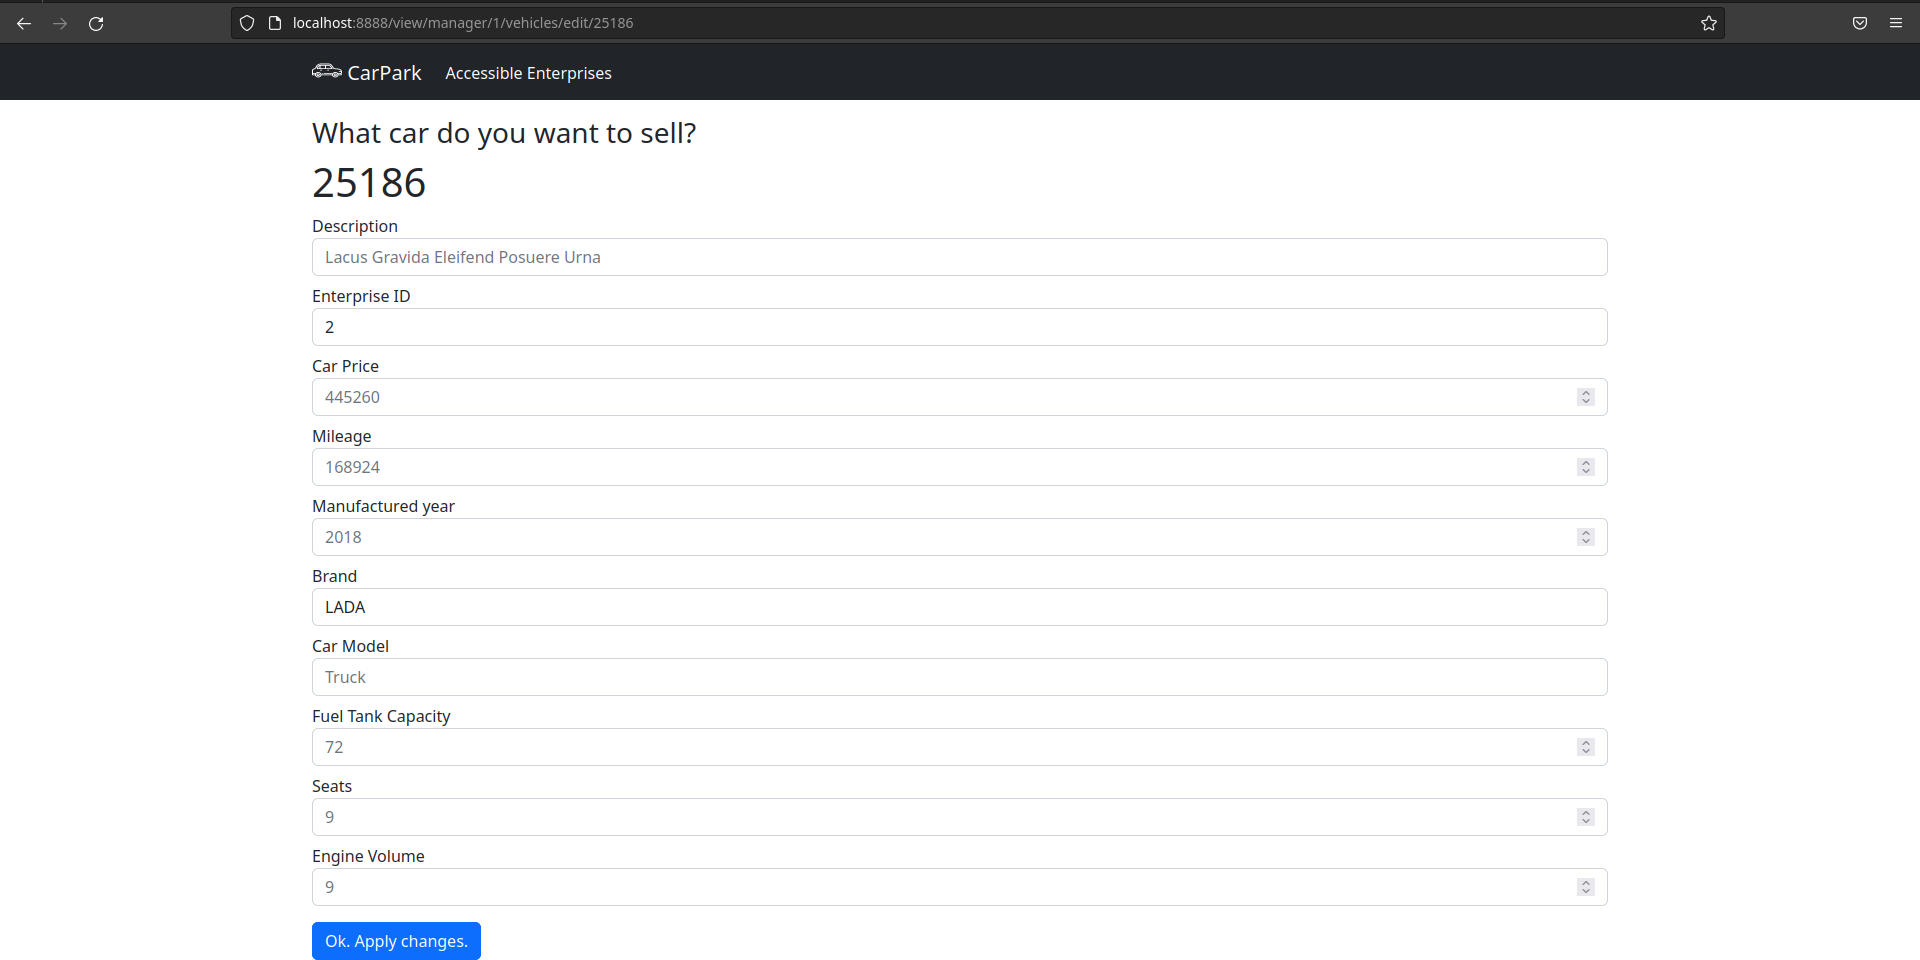 localhost:8888/view/manager/1/vehicles/edit/25186
CarPark Accessible Enterprises
What car do you want to sell?
25186
Description
Lacus Gravida Eleifend Posuere Urna
Enterprise ID
2
Car Price
445260
Mileage
168924
Manufactured year
2018
Brand
LADA
Car Model
Truck
Fuel Tank Capacity
72
Seats
9
Engine Volume
9
Ok. Apply changes.